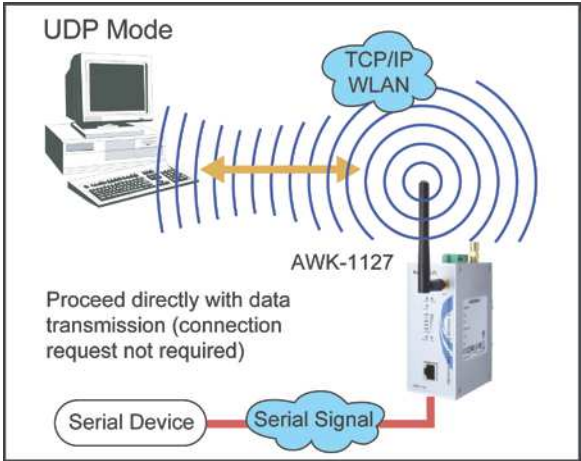 UDP Mode
TCP/IP
WLAN
AWK-1127
Proceed directly with data
transmission (connection
request not required)
Serial Device
Serial Signal